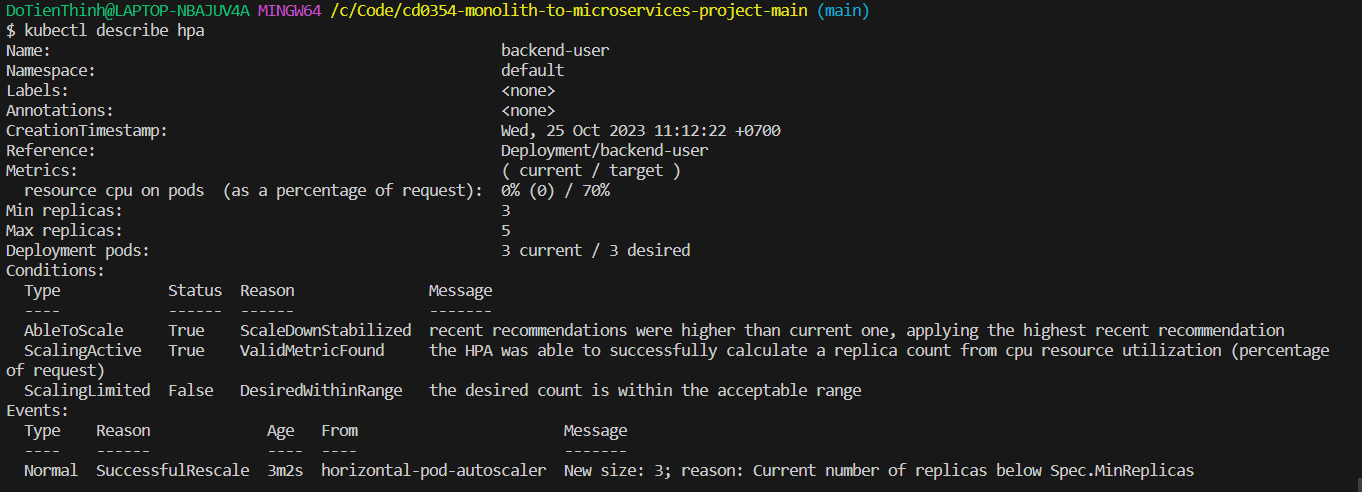 DoTienThinh@LAPTOP-NBAJUV4A MINGW64 /c/Code/cd0354-monolith-to-microservices-project-main (main)
$ kubectl describe hpa
Name:                                                  backend-user
Namespace:                                             default
Labels:                                                <none>
Annotations:                                           <none>
CreationTimestamp:                                     Wed, 25 Oct 2023 11:12:22 +0700
Reference:                                             Deployment/backend-user
Metrics:                                               ( current / target )
  resource cpu on pods  (as a percentage of request):  0% (0) / 70%
Min replicas:                                          3
Max replicas:                                          5
Deployment pods:                                       3 current / 3 desired
Conditions:
  Type            Status  Reason               Message
  ----            ------  ------               -------
  AbleToScale     True    ScaleDownStabilized  recent recommendations were higher than current one, applying the highest recent recommendation
  ScalingActive   True    ValidMetricFound     the HPA was able to successfully calculate a replica count from cpu resource utilization (percentage
of request)
  ScalingLimited  False   DesiredWithinRange   the desired count is within the acceptable range
Events:
  Type    Reason             Age   From                       Message
  ----    ------             ----  ----                       -------
  Normal  SuccessfulRescale  3m2s  horizontal-pod-autoscaler  New size: 3; reason: Current number of replicas below Spec.MinReplicas